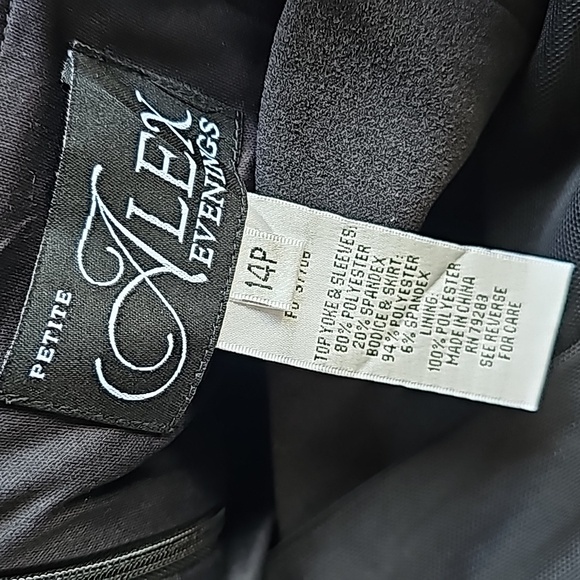 ALEX
EVENINGS
PETITE
14P
TOP YOKE & SLEEVES:
80% POLYESTER
20% SPANDEX
BODICE & SKIRT:
94% POLYESTER
6% SPANDEX
LINING:
100% POLYESTER
MADE IN CHINA
RN 79283
SEE REVERSE
FOR CARE